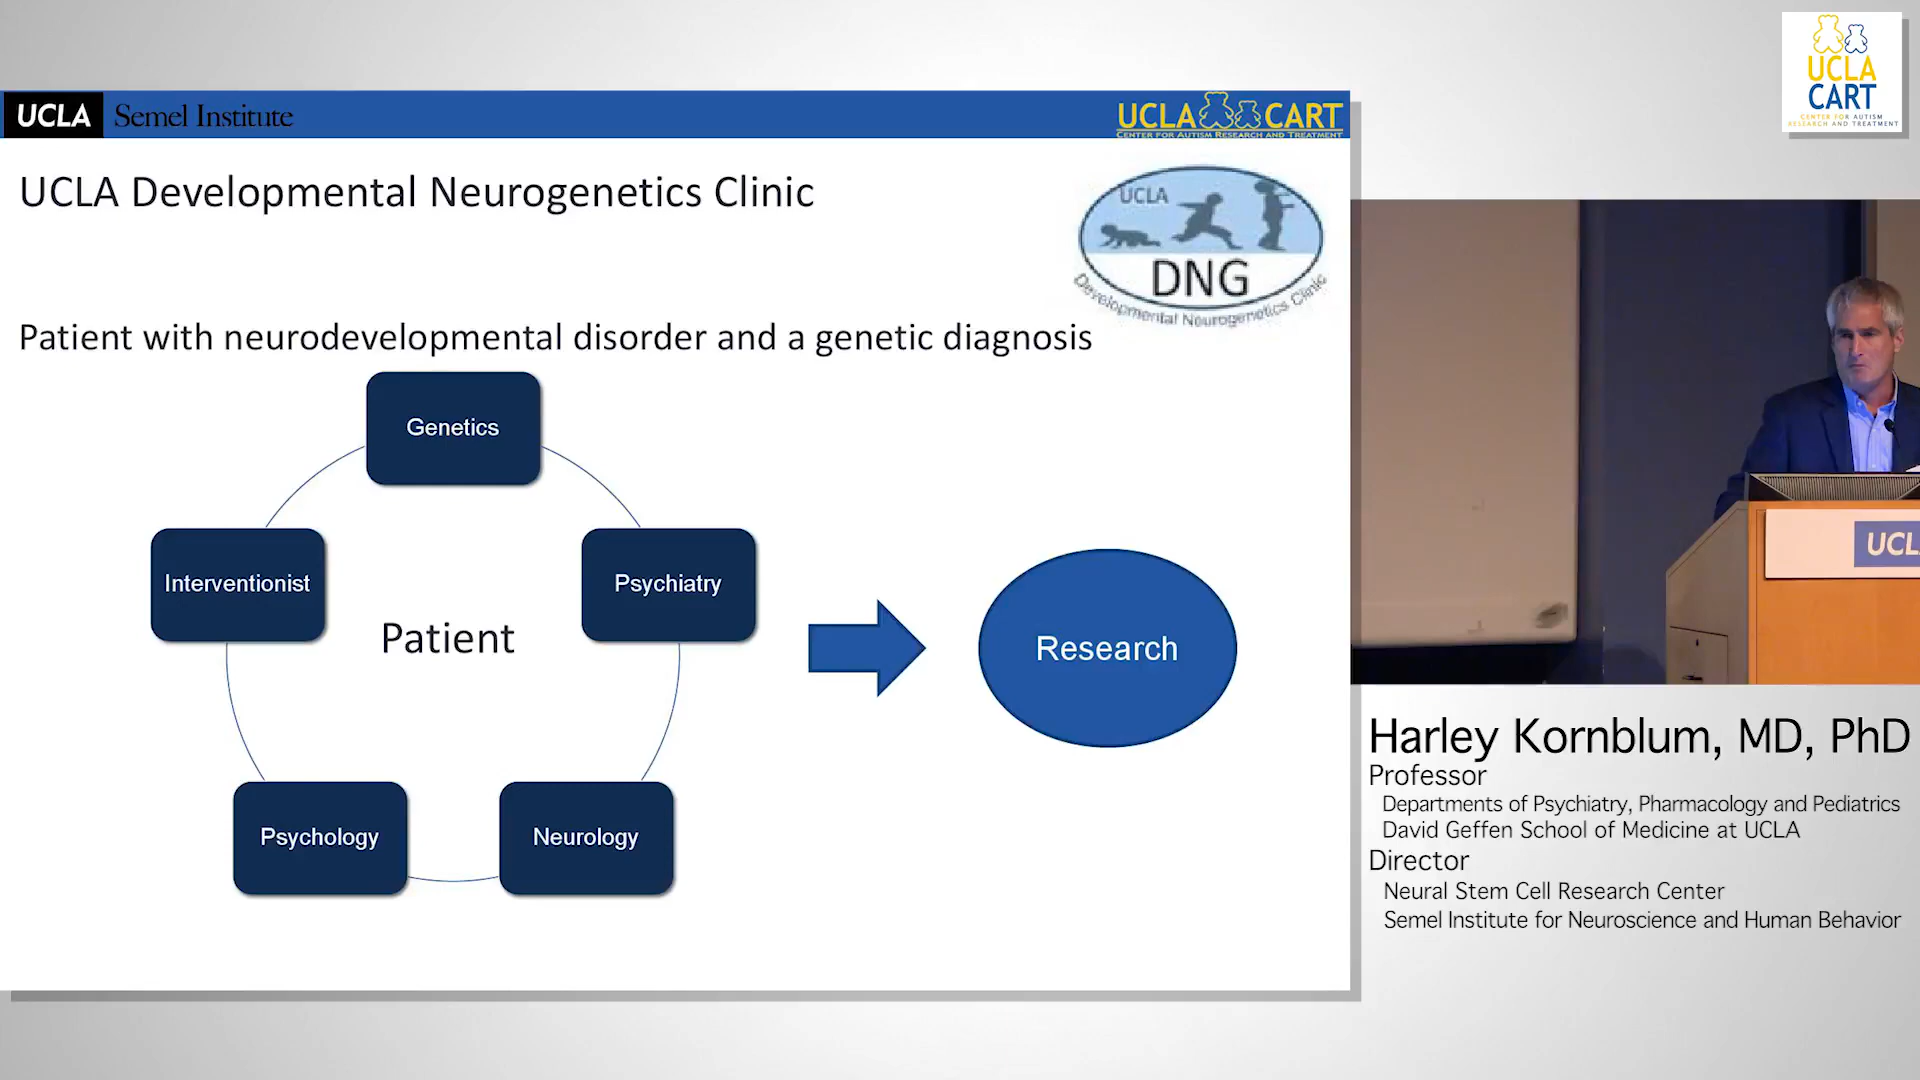 UCLA Semel Institute
UCLA CART
CENTER FOR AUTISM RESEARCH AND TREATMENT
UCLA Developmental Neurogenetics Clinic
UCLA
DNG
Developmental Neurogenetics Clinic
Patient with neurodevelopmental disorder and a genetic diagnosis
Genetics
Interventionist
Psychiatry
Patient
Research
Psychology
Neurology
UCLA
CART
CENTER FOR AUTISM
RESEARCH AND TREATMENT
UCL
Harley Kornblum, MD, PhD
Professor
Departments of Psychiatry, Pharmacology and Pediatrics
David Geffen School of Medicine at UCLA
Director
Neural Stem Cell Research Center
Semel Institute for Neuroscience and Human Behavior